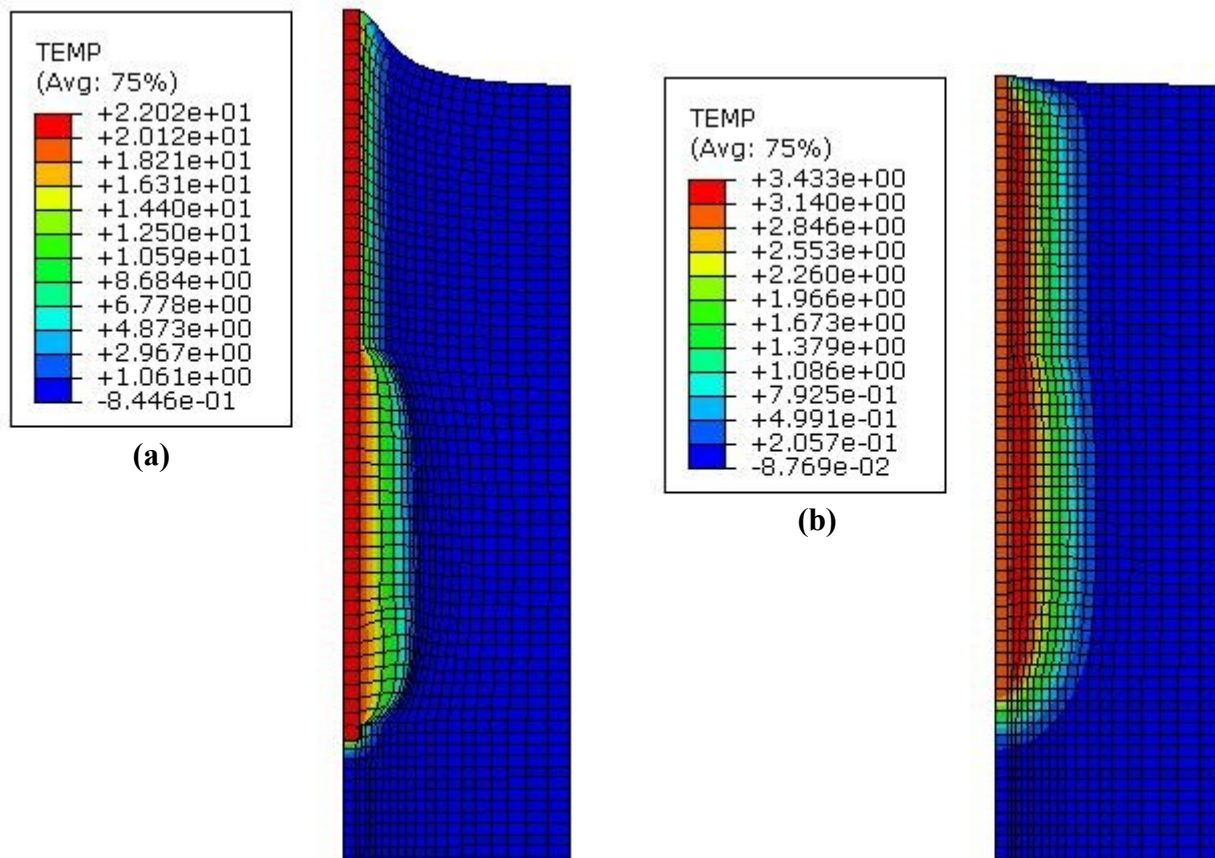 TEMP
(Avg: 75%)
+2.202e+01
+2.012e+01
+1.821e+01
+1.631e+01
+1.440e+01
+1.250e+01
+1.059e+01
+8.684e+00
+6.778e+00
+4.873e+00
+2.967e+00
+1.061e+00
-8.446e-01
(a)
TEMP
(Avg: 75%)
+3.433e+00
+3.140e+00
+2.846e+00
+2.553e+00
+2.260e+00
+1.966e+00
+1.673e+00
+1.379e+00
+1.086e+00
+7.925e-01
+4.991e-01
+2.057e-01
-8.769e-02
(b)